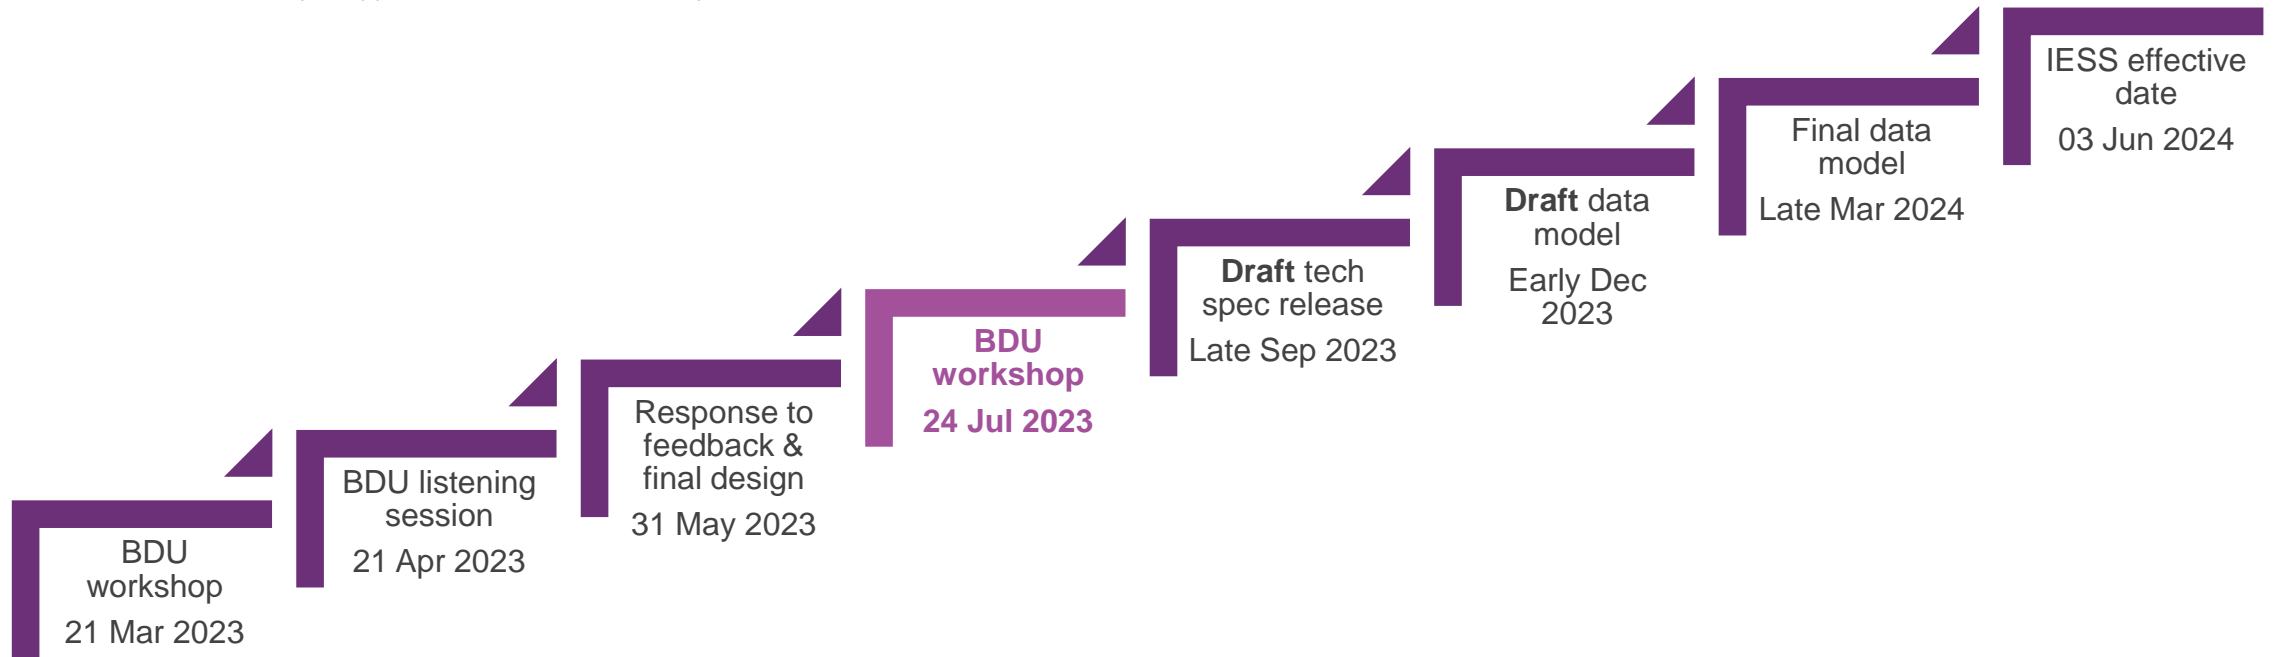 BDU
workshop
21 Mar 2023
BDU listening
session
21 Apr 2023
Response to
feedback &
final design
31 May 2023
BDU
workshop
24 Jul 2023
Draft tech
spec release
Late Sep 2023
Draft data
model
Early Dec
2023
Final data
model
Late Mar 2024
IESS effective
date
03 Jun 2024